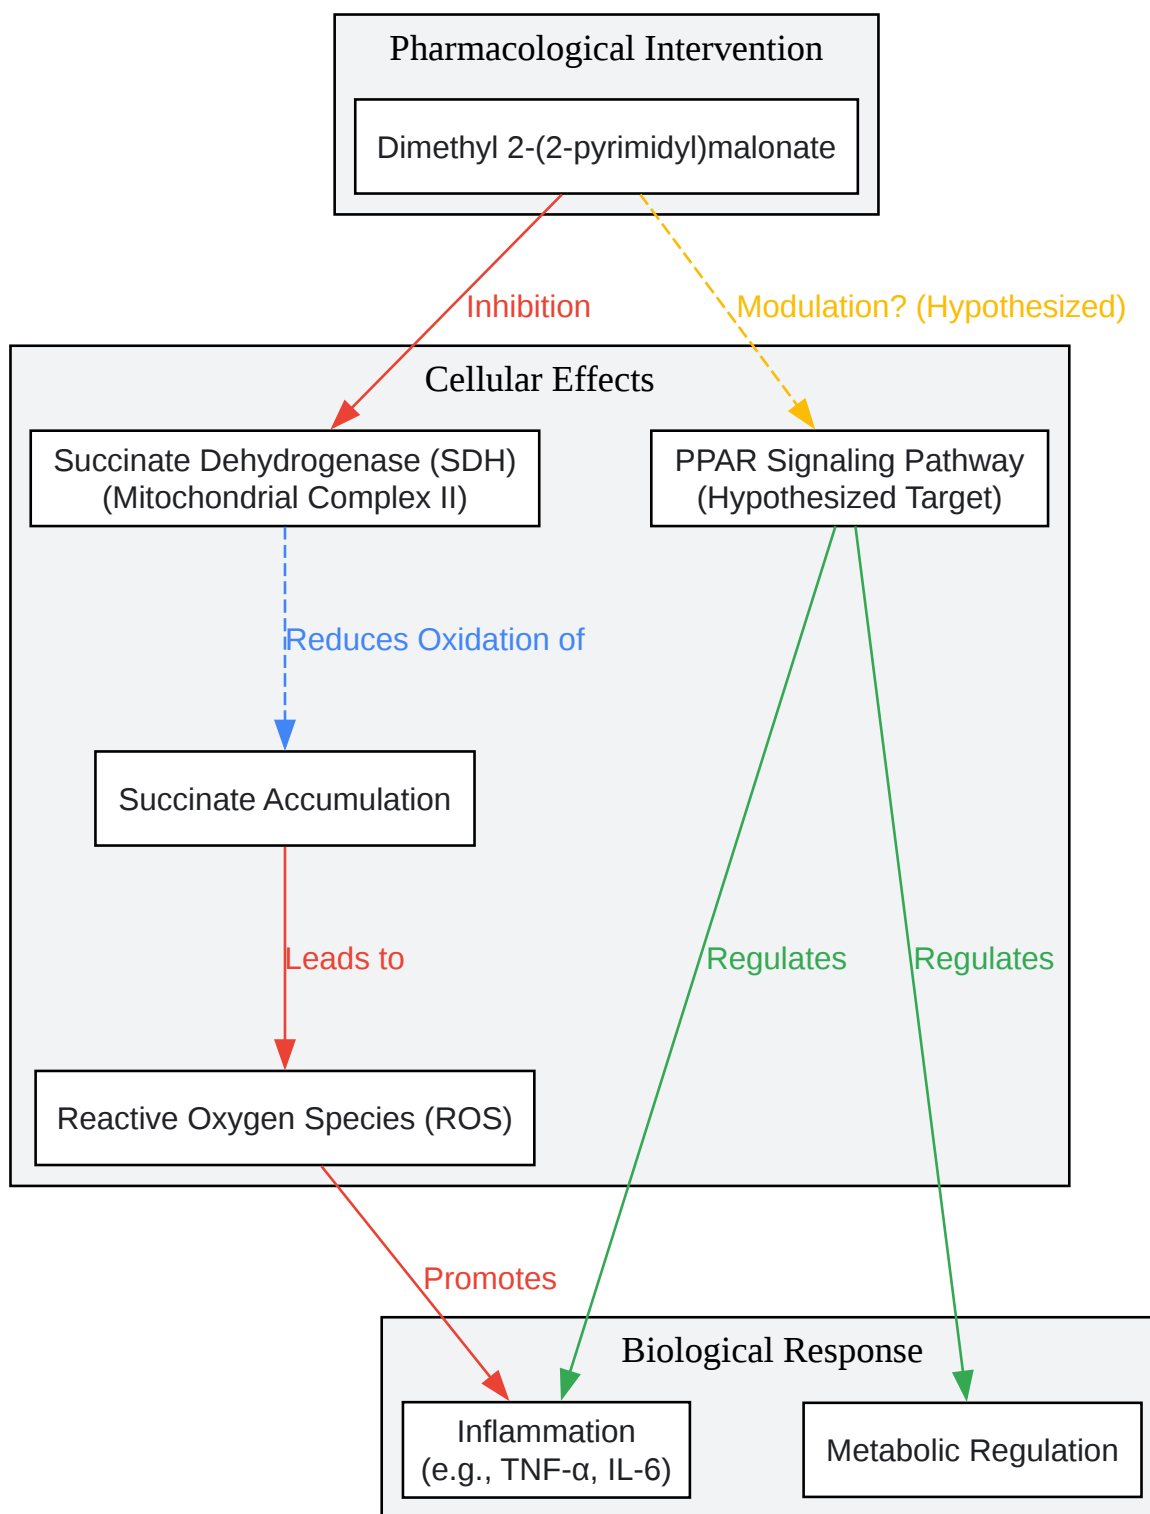 Pharmacological Intervention
Dimethyl 2-(2-pyrimidyl)malonate
Inhibition
Modulation? (Hypothesized)
Cellular Effects
Succinate Dehydrogenase (SDH)
(Mitochondrial Complex II)
PPAR Signaling Pathway
(Hypothesized Target)
Reduces Oxidation of
Succinate Accumulation
Leads to
Regulates
Regulates
Reactive Oxygen Species (ROS)
Promotes
Biological Response
Inflammation
(e.g., TNF-α, IL-6)
Metabolic Regulation